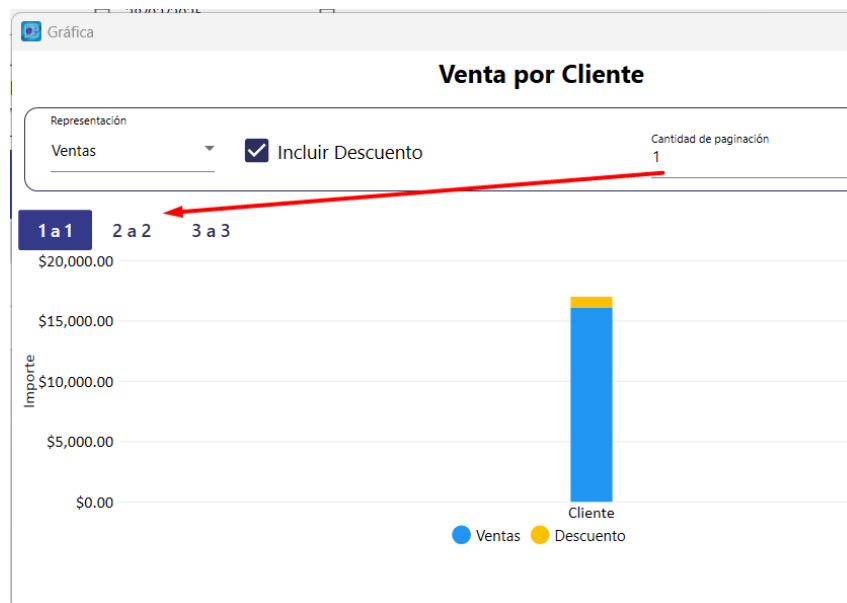 Gráfica
Venta por Cliente
Representación
Ventas
Incluir Descuento
Cantidad de paginación
1
1 a 1 2 a 2 3 a 3
$20,000.00
$15,000.00
$10,000.00
$5,000.00
$0.00
Importe
Cliente
Ventas Descuento